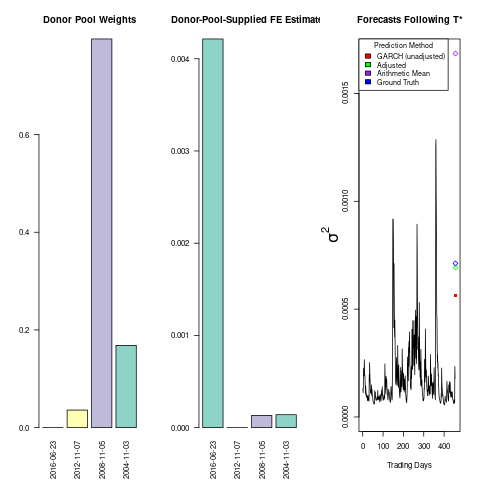 Donor Pool Weights
0.0
0.2
0.4
0.6
2016-06-23
2012-11-07
2008-11-05
2004-11-03
Donor-Pool-Supplied FE Estimate
0.000
0.001
0.002
0.003
0.004
2016-06-23
2012-11-07
2008-11-05
2004-11-03
Forecasts Following T*
Prediction Method
GARCH (unadjusted)
Adjusted
Arithmetic Mean
Ground Truth
σ²
0.0000
0.0005
0.0010
0.0015
0
100
200
300
400
Trading Days